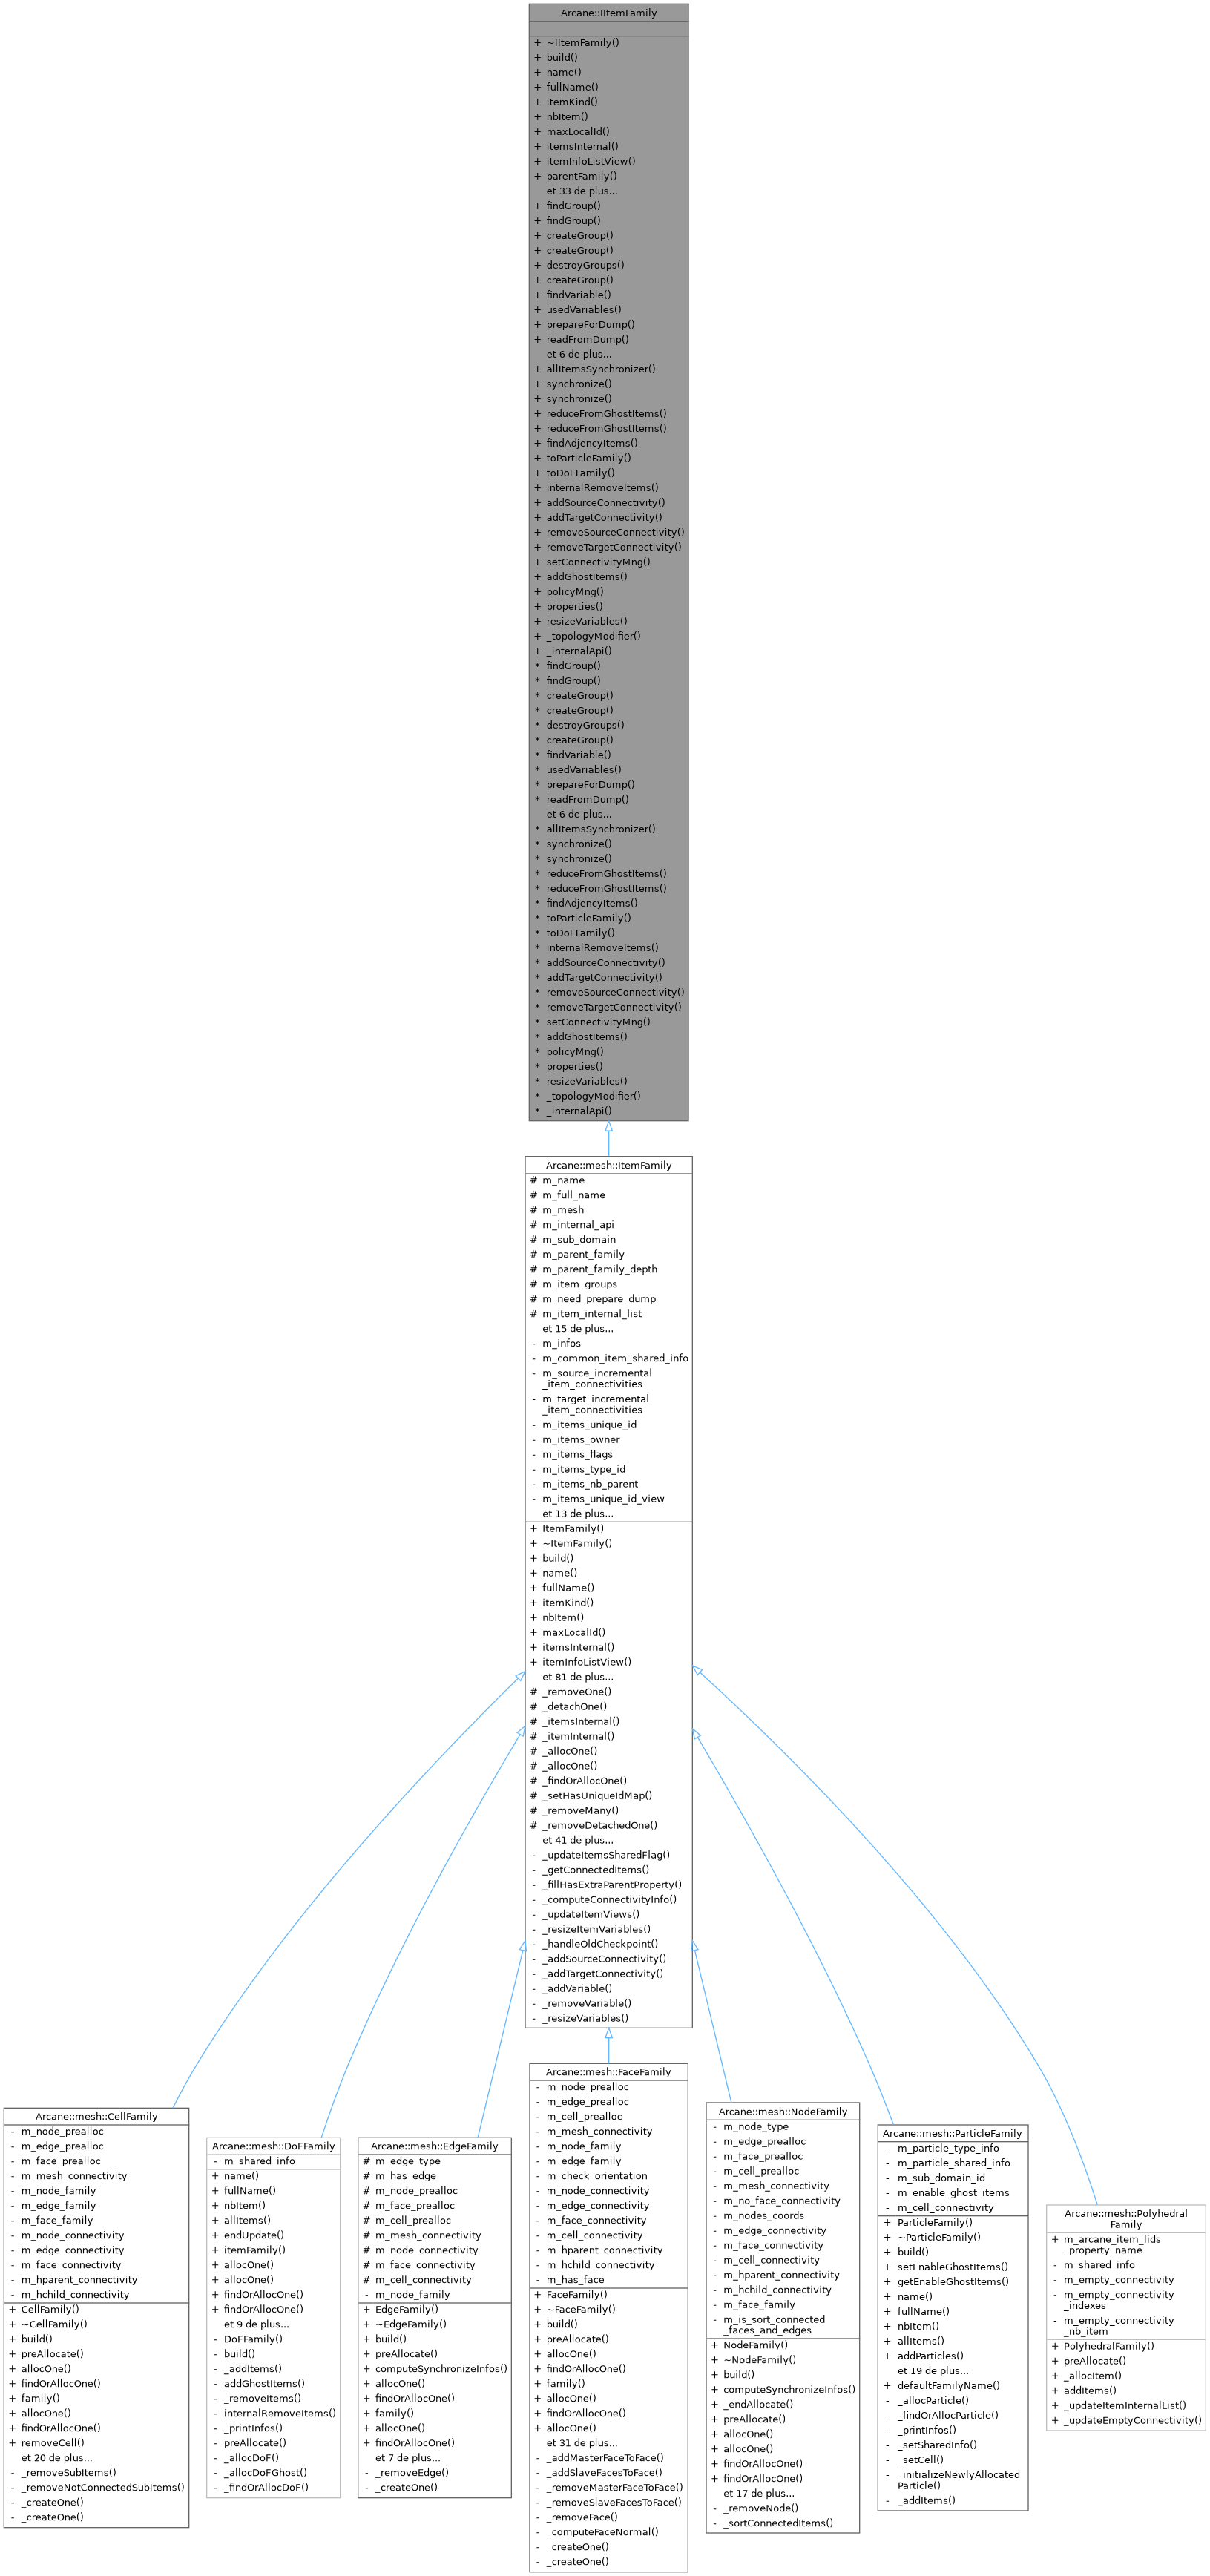 Arcane::IItemFamily
+ ~IItemFamily()
+ build()
+ name()
+ fullName()
+ itemKind()
+ nbItem()
+ maxLocalId()
+ itemsInternal()
+ itemInfoListView()
+ parentFamily()
et 33 de plus...
+ findGroup()
+ findGroup()
+ createGroup()
+ createGroup()
+ destroyGroups()
+ createGroup()
+ findVariable()
+ usedVariables()
+ prepareForDump()
+ readFromDump()
et 6 de plus...
+ allItemsSynchronizer()
+ synchronize()
+ synchronize()
+ reduceFromGhostItems()
+ reduceFromGhostItems()
+ findAdjencyItems()
+ toParticleFamily()
+ toDoFFamily()
+ internalRemoveItems()
+ addSourceConnectivity()
+ addTargetConnectivity()
+ removeSourceConnectivity()
+ removeTargetConnectivity()
+ setConnectivityMng()
+ addGhostItems()
+ policyMng()
+ properties()
+ resizeVariables()
+ _topologyModifier()
+ _internalApi()
* findGroup()
* findGroup()
* createGroup()
* createGroup()
* destroyGroups()
* createGroup()
* findVariable()
* usedVariables()
* prepareForDump()
* readFromDump()
et 6 de plus...
* allItemsSynchronizer()
* synchronize()
* synchronize()
* reduceFromGhostItems()
* reduceFromGhostItems()
* findAdjencyItems()
* toParticleFamily()
* toDoFFamily()
* internalRemoveItems()
* addSourceConnectivity()
* addTargetConnectivity()
* removeSourceConnectivity()
* removeTargetConnectivity()
* setConnectivityMng()
* addGhostItems()
* policyMng()
* properties()
* resizeVariables()
* _topologyModifier()
* _internalApi()
Arcane::mesh::ItemFamily
# m_name
# m_full_name
# m_mesh
# m_internal_api
# m_sub_domain
# m_parent_family
# m_parent_family_depth
# m_item_groups
# m_need_prepare_dump
# m_item_internal_list
et 15 de plus...
- m_infos
- m_common_item_shared_info
- m_source_incremental
_item_connectivities
- m_target_incremental
_item_connectivities
- m_items_unique_id
- m_items_owner
- m_items_flags
- m_items_type_id
- m_items_nb_parent
- m_items_unique_id_view
et 13 de plus...
+ ItemFamily()
+ ~ItemFamily()
+ build()
+ name()
+ fullName()
+ itemKind()
+ nbItem()
+ maxLocalId()
+ itemsInternal()
+ itemInfoListView()
et 81 de plus...
# _removeOne()
# _detachOne()
# _itemsInternal()
# _itemInternal()
# _allocOne()
# _allocOne()
# _findOrAllocOne()
# _setHasUniqueIdMap()
# _removeMany()
# _removeDetachedOne()
et 41 de plus...
- _updateItemsSharedFlag()
- _getConnectedItems()
- _fillHasExtraParentProperty()
- _computeConnectivityInfo()
- _updateItemViews()
- _resizeItemVariables()
- _handleOldCheckpoint()
- _addSourceConnectivity()
- _addTargetConnectivity()
- _addVariable()
- _removeVariable()
- _resizeVariables()
Arcane::mesh::CellFamily
- m_node_prealloc
- m_edge_prealloc
- m_face_prealloc
- m_mesh_connectivity
- m_node_family
- m_edge_family
- m_face_family
- m_node_connectivity
- m_edge_connectivity
- m_face_connectivity
- m_hparent_connectivity
- m_hchild_connectivity
+ CellFamily()
+ ~CellFamily()
+ build()
+ preAllocate()
+ allocOne()
+ findOrAllocOne()
+ family()
+ allocOne()
+ findOrAllocOne()
+ removeCell()
et 20 de plus...
- _removeSubItems()
- _removeNotConnectedSubItems()
- _createOne()
- _createOne()
Arcane::mesh::DoFFamily
- m_shared_info
+ name()
+ fullName()
+ nbItem()
+ allItems()
+ endUpdate()
+ itemFamily()
+ allocOne()
+ allocOne()
+ findOrAllocOne()
+ findOrAllocOne()
et 9 de plus...
- DoFFamily()
- build()
- _addItems()
- addGhostItems()
- _removeItems()
- internalRemoveItems()
- _printInfos()
- preAllocate()
- _allocDoF()
- _allocDoFGhost()
- _findOrAllocDoF()
Arcane::mesh::EdgeFamily
# m_edge_type
# m_has_edge
# m_node_prealloc
# m_face_prealloc
# m_cell_prealloc
# m_mesh_connectivity
# m_node_connectivity
# m_face_connectivity
# m_cell_connectivity
- m_node_family
+ EdgeFamily()
+ ~EdgeFamily()
+ build()
+ preAllocate()
+ computeSynchronizeInfos()
+ allocOne()
+ findOrAllocOne()
+ family()
+ allocOne()
+ findOrAllocOne()
et 7 de plus...
- _removeEdge()
- _createOne()
Arcane::mesh::FaceFamily
- m_node_prealloc
- m_edge_prealloc
- m_cell_prealloc
- m_mesh_connectivity
- m_node_family
- m_edge_family
- m_check_orientation
- m_node_connectivity
- m_edge_connectivity
- m_face_connectivity
- m_cell_connectivity
- m_hparent_connectivity
- m_hchild_connectivity
- m_has_face
+ FaceFamily()
+ ~FaceFamily()
+ build()
+ preAllocate()
+ allocOne()
+ findOrAllocOne()
+ family()
+ allocOne()
+ findOrAllocOne()
+ allocOne()
et 31 de plus...
- _addMasterFaceToFace()
- _addSlaveFacesToFace()
- _removeMasterFaceToFace()
- _removeSlaveFacesToFace()
- _removeFace()
- _computeFaceNormal()
- _createOne()
- _createOne()
Arcane::mesh::NodeFamily
- m_node_type
- m_edge_prealloc
- m_face_prealloc
- m_cell_prealloc
- m_mesh_connectivity
- m_no_face_connectivity
- m_nodes_coords
- m_edge_connectivity
- m_face_connectivity
- m_cell_connectivity
- m_hparent_connectivity
- m_hchild_connectivity
- m_face_family
- m_is_sort_connected
_faces_and_edges
+ NodeFamily()
+ ~NodeFamily()
+ build()
+ computeSynchronizeInfos()
+ _endAllocate()
+ preAllocate()
+ allocOne()
+ allocOne()
+ findOrAllocOne()
+ findOrAllocOne()
et 17 de plus...
- _removeNode()
- _sortConnectedItems()
Arcane::mesh::ParticleFamily
- m_particle_type_info
- m_particle_shared_info
- m_sub_domain_id
- m_enable_ghost_items
- m_cell_connectivity
+ ParticleFamily()
+ ~ParticleFamily()
+ build()
+ setEnableGhostItems()
+ getEnableGhostItems()
+ name()
+ fullName()
+ nbItem()
+ allItems()
+ addParticles()
et 19 de plus...
+ defaultFamilyName()
- _allocParticle()
- _findOrAllocParticle()
- _printInfos()
- _setSharedInfo()
- _setCell()
- _initializeNewlyAllocated
Particle()
- _addItems()
Arcane::mesh::Polyhedral
Family
+ m_arcane_item_lids
_property_name
- m_shared_info
- m_empty_connectivity
- m_empty_connectivity
_indexes
- m_empty_connectivity
_nb_item
+ PolyhedralFamily()
+ preAllocate()
+ _allocItem()
+ addItems()
+ _updateItemInternalList()
+ _updateEmptyConnectivity()